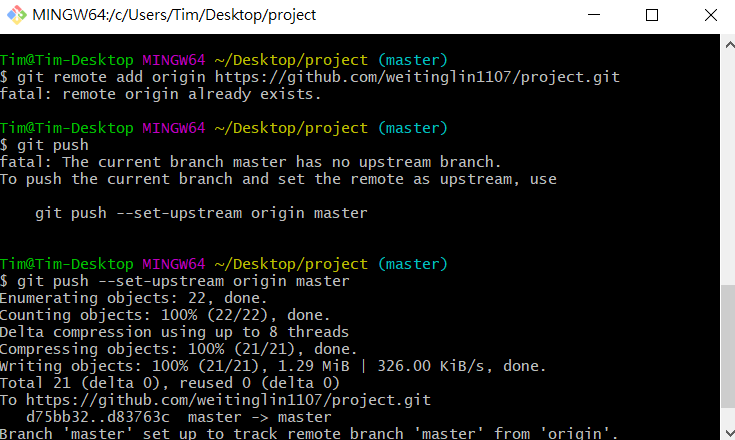 MINGW64:/c/Users/Tim/Desktop/project
Tim@Tim-Desktop MINGW64 ~/Desktop/project (master)
$ git remote add origin https://github.com/weitinglin1107/project.git
fatal: remote origin already exists.
Tim@Tim-Desktop MINGW64 ~/Desktop/project (master)
$ git push
fatal: The current branch master has no upstream branch.
To push the current branch and set the remote as upstream, use
git push --set-upstream origin master
Tim@Tim-Desktop MINGW64 ~/Desktop/project (master)
$ git push --set-upstream origin master
Enumerating objects: 22, done.
Counting objects: 100% (22/22), done.
Delta compression using up to 8 threads
Compressing objects: 100% (21/21), done.
Writing objects: 100% (21/21), 1.29 MiB | 326.00 KiB/s, done.
Total 21 (delta 0), reused 0 (delta 0)
To https://github.com/weitinglin1107/project.git
d75bb32..d83763c  master -> master
Branch 'master' set up to track remote branch 'master' from 'origin'.